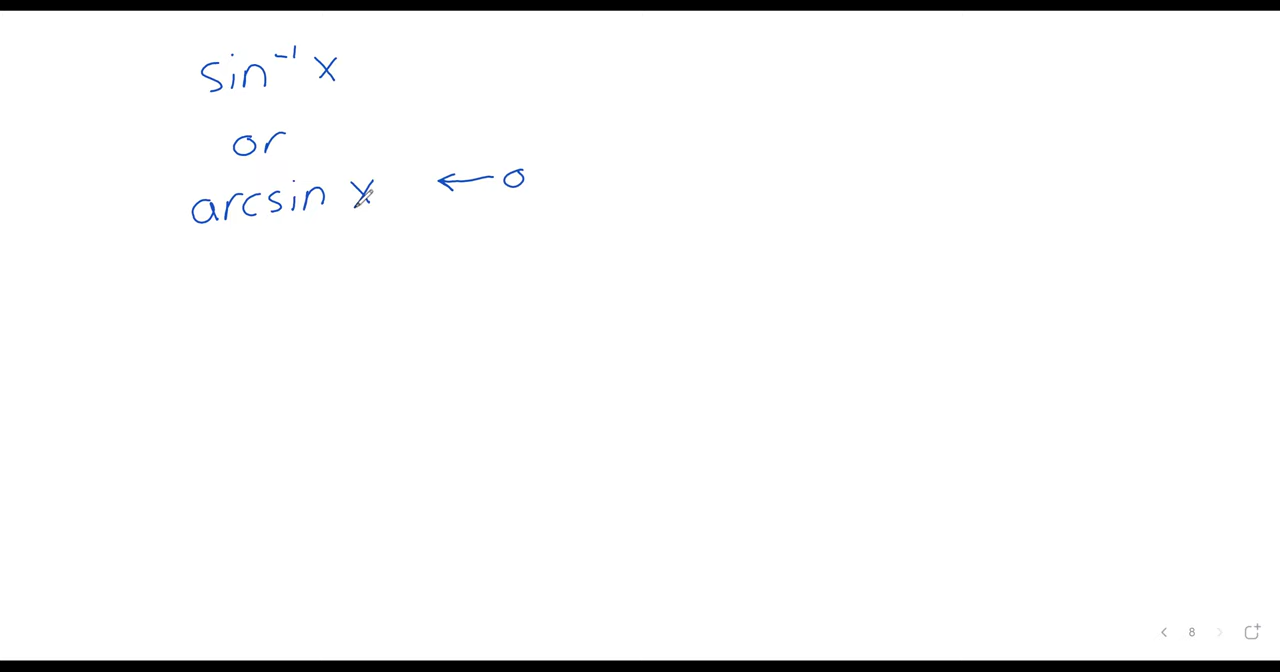 sin⁻¹ x
or
arcsin x ← o
8